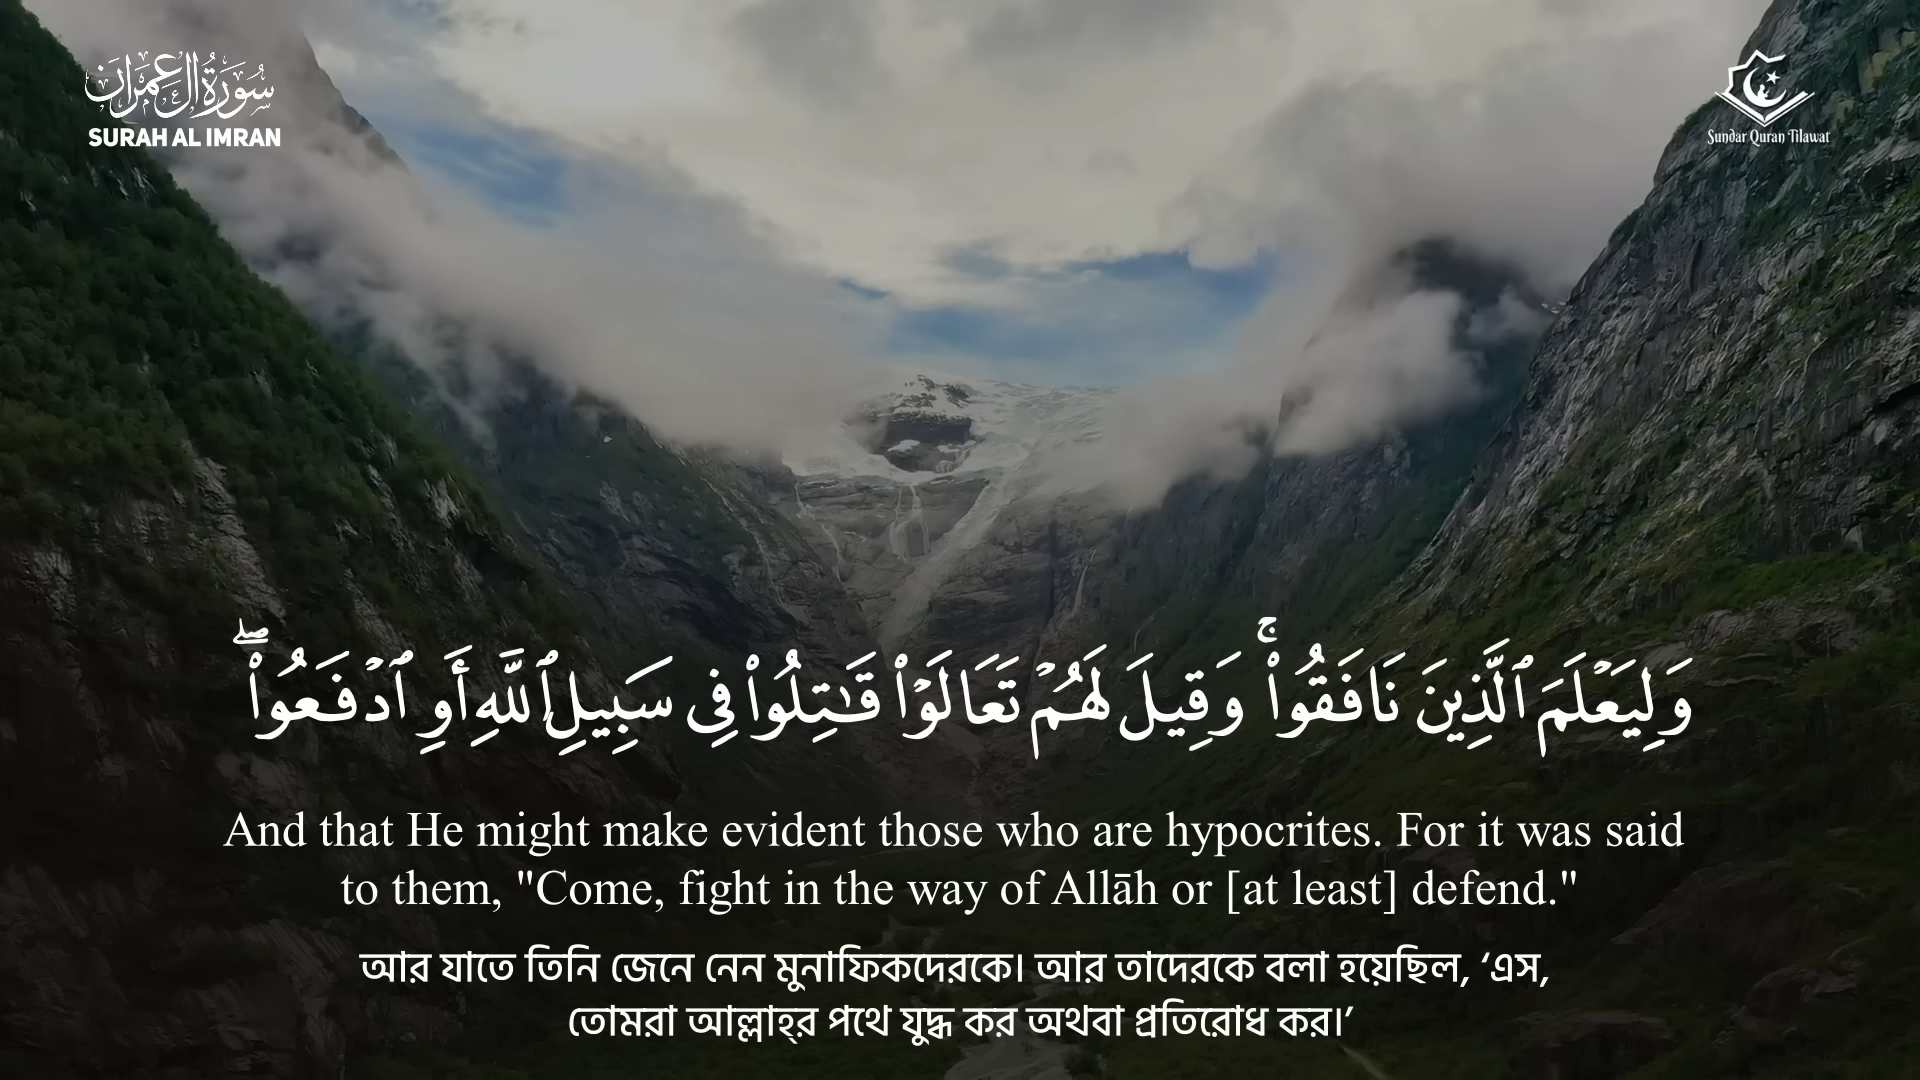 سُورَةُ آلِ عِمْرَان
SURAH AL IMRAN
Sundar Quran Tilawat
وَلِيَعْلَمَ ٱلَّذِينَ نَافَقُوا۟ ۚ وَقِيلَ لَهُمْ تَعَالَوْا۟ قَـٰتِلُوا۟ فِى سَبِيلِ ٱللَّهِ أَوِ ٱدْفَعُوا۟ ۖ
And that He might make evident those who are hypocrites. For it was said
to them, "Come, fight in the way of Allāh or [at least] defend."
আর যাতে তিনি জেনে নেন মুনাফিকদেরকে। আর তাদেরকে বলা হয়েছিল, ‘এস,
তোমরা আল্লাহ্‌র পথে যুদ্ধ কর অথবা প্রতিরোধ কর।’